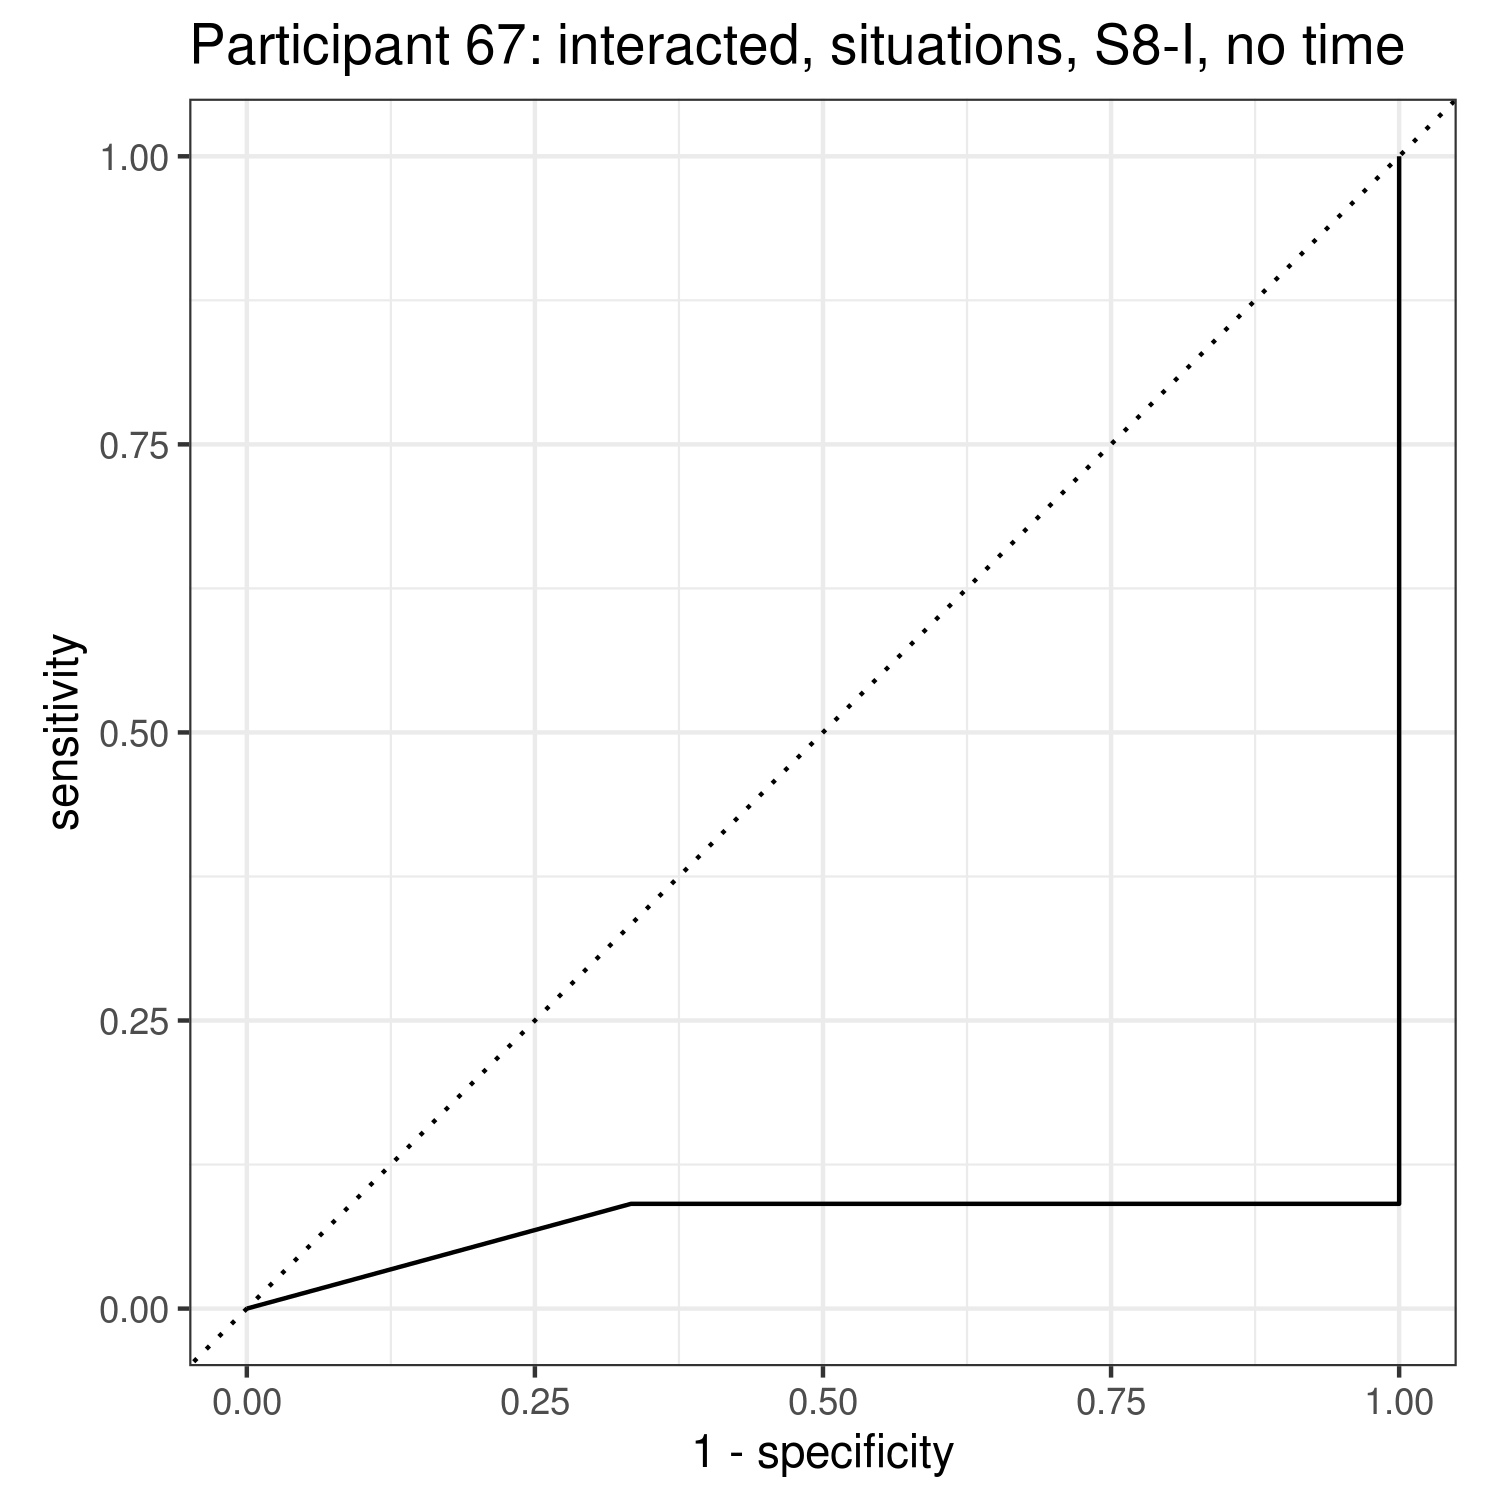 Participant 67: interacted, situations, S8-I, no time
1.00
0.75
0.50
0.25
0.00
sensitivity
0.00 0.25 0.50 0.75 1.00
1 - specificity